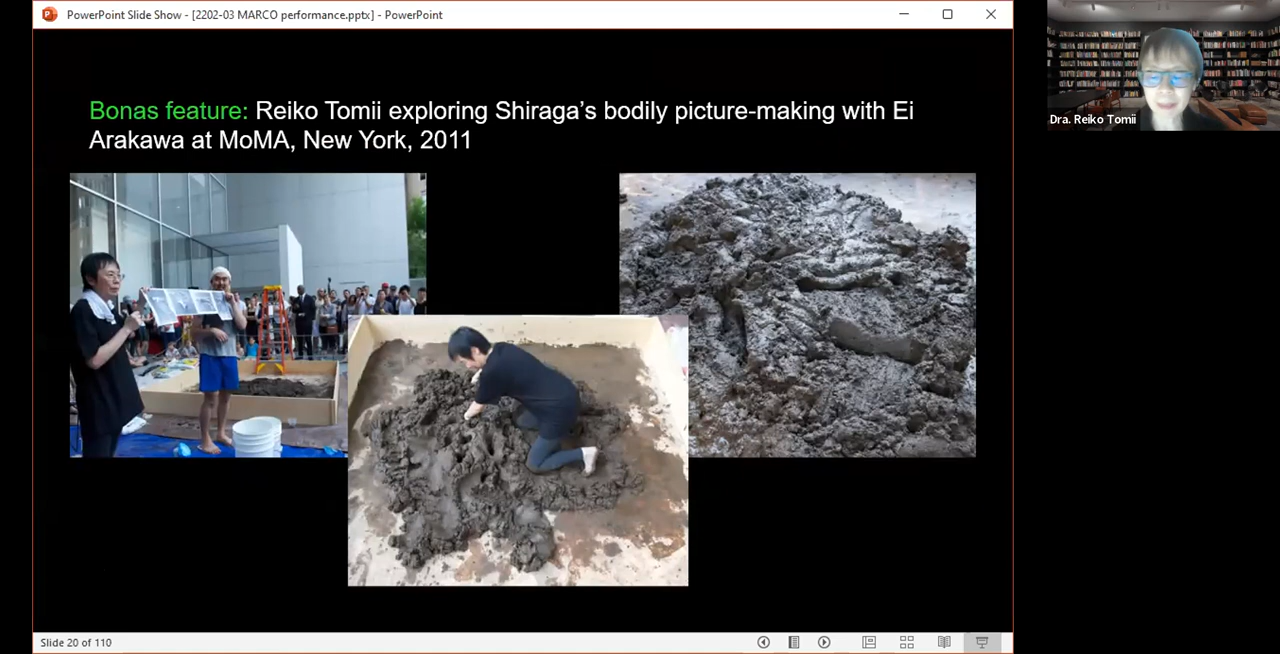 PowerPoint Slide Show - [2202-03 MARCO performance.pptx] - PowerPoint
Dra. Reiko Tomii
Bonas feature: Reiko Tomii exploring Shiraga's bodily picture-making with Ei
Arakawa at MoMA, New York, 2011
Slide 20 of 110